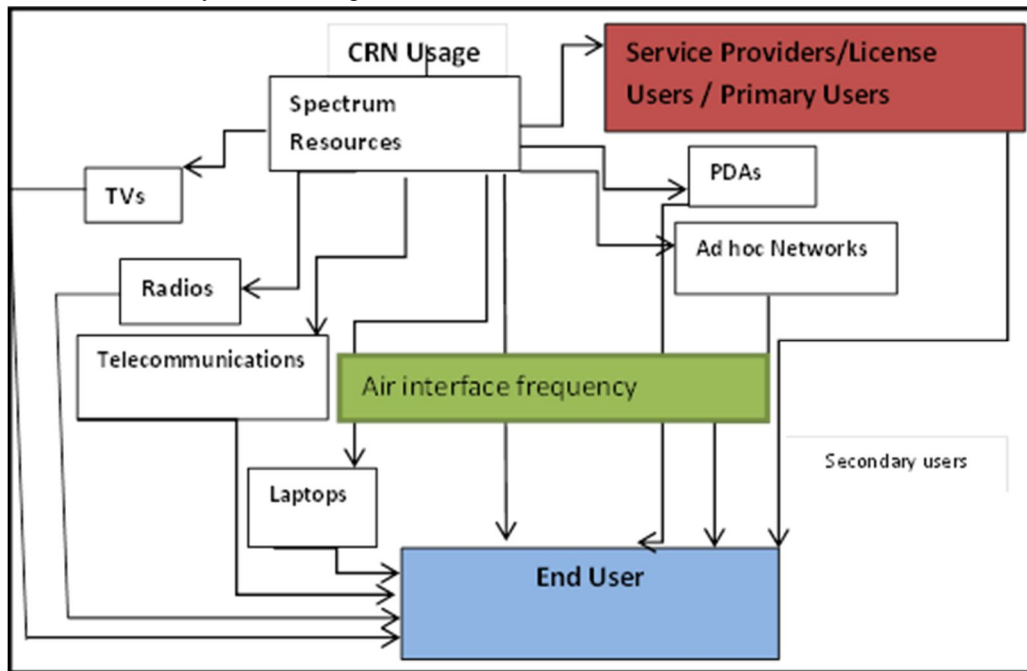 CRN Usage
Service Providers/License
Users / Primary Users
Spectrum
Resources
PDAs
TVs
Ad hoc Networks
Radios
Telecommunications
Air interface frequency
Secondary users
Laptops
End User